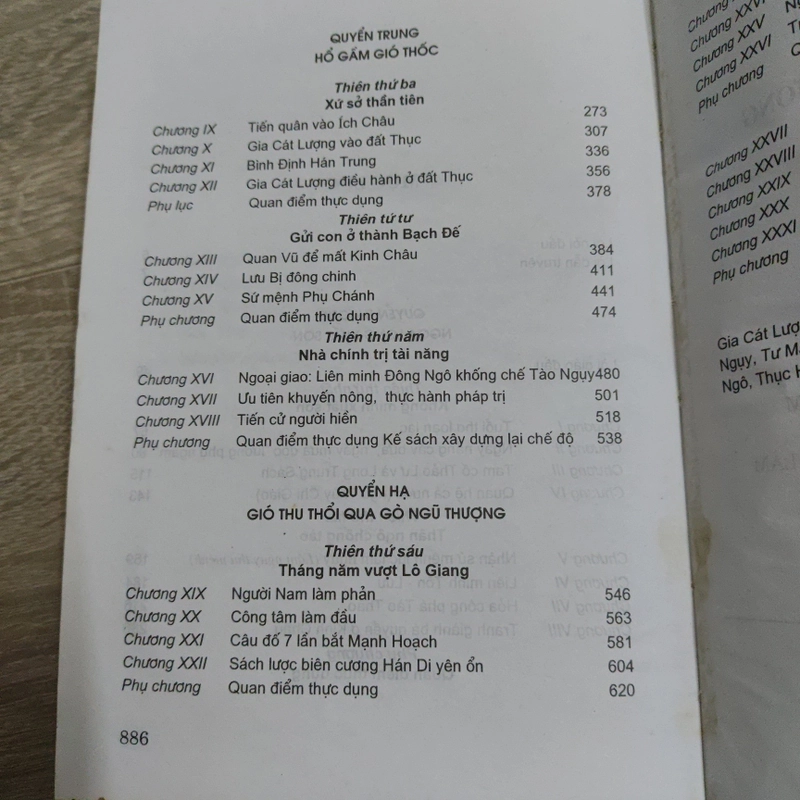 QUYỂN TRUNG
HỔ GẤM GIÓ THỐC
Thiên thứ ba
Xứ sở thần tiên
Chương IX Tiến quân vào Ích Châu 273
Chương X Gia Cát Lượng vào đất Thục 307
Chương XI Bình Định Hán Trung 336
Chương XII Gia Cát Lượng điều hành ở đất Thục 356
Phụ lục Quan điểm thực dụng 378
Thiên tứ tư
Gửi con ở thành Bạch Đế
Chương XIII Quan Vũ để mất Kinh Châu 384
Chương XIV Lưu Bị đông chinh 411
Chương XV Sứ mệnh Phụ Chánh 441
Phụ chương Quan điểm thực dụng 474
Thiên thứ năm
Nhà chính trị tài năng
Chương XVI Ngoại giao: Liên minh Đông Ngô khống chế Tào Ngụy480
Chương XVII Ưu tiên khuyến nông, thực hành pháp trị 501
Chương XVIII Tiến cử người hiền 518
Phụ chương Quan điểm thực dụng Kế sách xây dựng lại chế độ 538
QUYỂN HẠ
GIÓ THU THỔI QUA GÒ NGŨ THƯỢNG
Thiên thứ sáu
Tháng năm vượt Lô Giang
Chương XIX Người Nam làm phản 546
Chương XX Công tâm làm đầu 563
Chương XXI Câu đố 7 lần bắt Mạnh Hoạch 581
Chương XXII Sách lược biên cương Hán Di yên ổn 604
Phụ chương Quan điểm thực dụng 620
886
Chương XXV
Chương XXVI
Phụ chương
Chương XXVII
Chương XXVIII
Chương XXIX
Chương XXX
Chương XXXI
Phụ chương
Gia Cát Lượ
Ngụy, Tư M
Ngô, Thục H